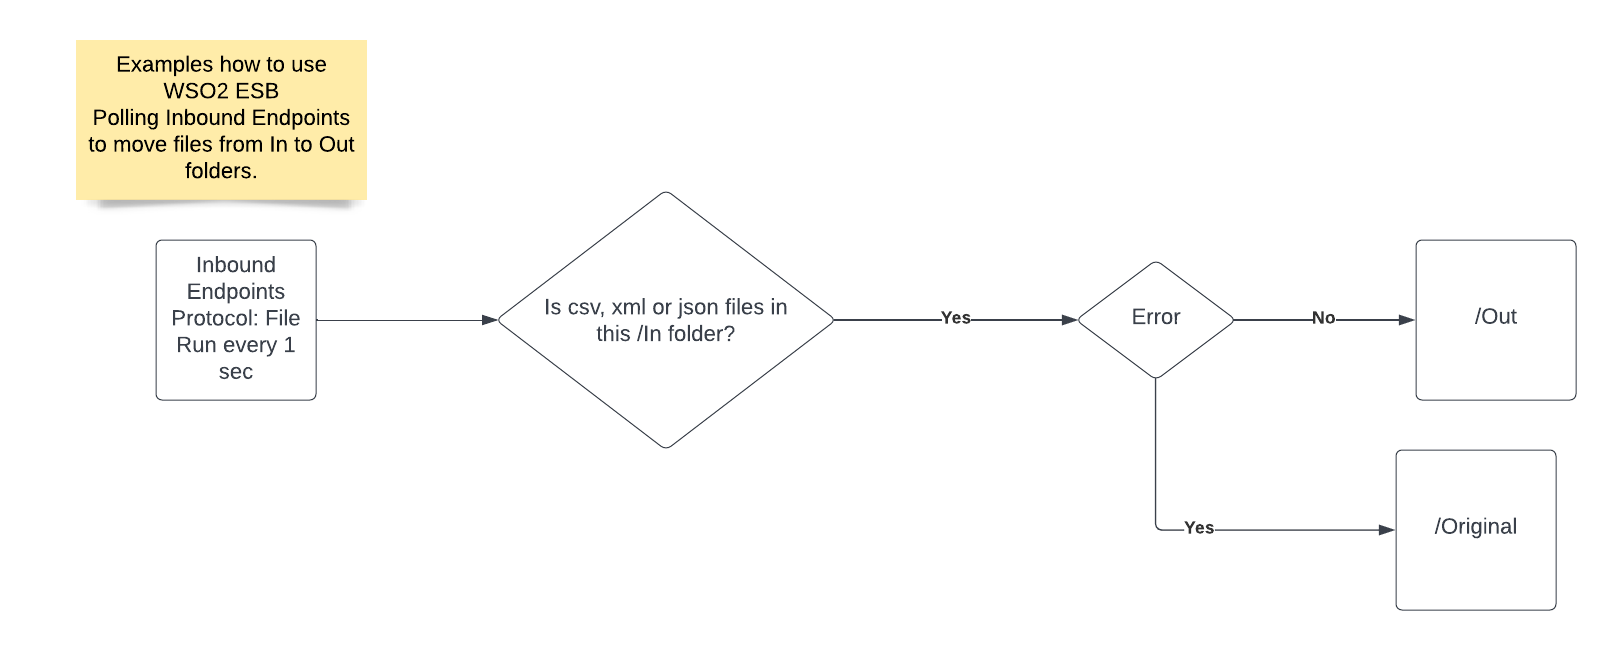 Examples how to use
WSO2 ESB
Polling Inbound Endpoints
to move files from In to Out
folders.
Inbound
Endpoints
Protocol: File
Run every 1
sec
Is csv, xml or json files in
this /In folder?
Yes
Error
No
/Out
Yes
/Original